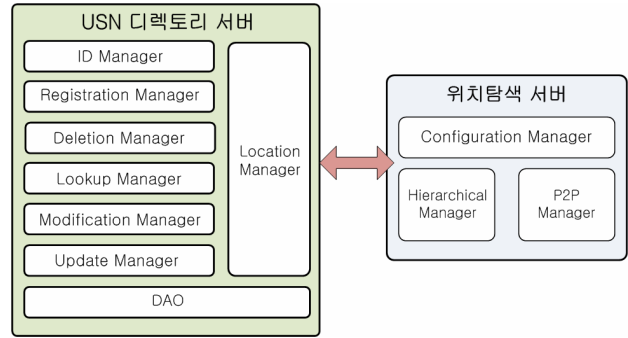 USN 디렉토리 서버
ID Manager
Registration Manager
Deletion Manager
Lookup Manager
Modification Manager
Update Manager
Location
Manager
DAO
위치탐색 서버
Configuration Manager
Hierarchical
Manager
P2P
Manager